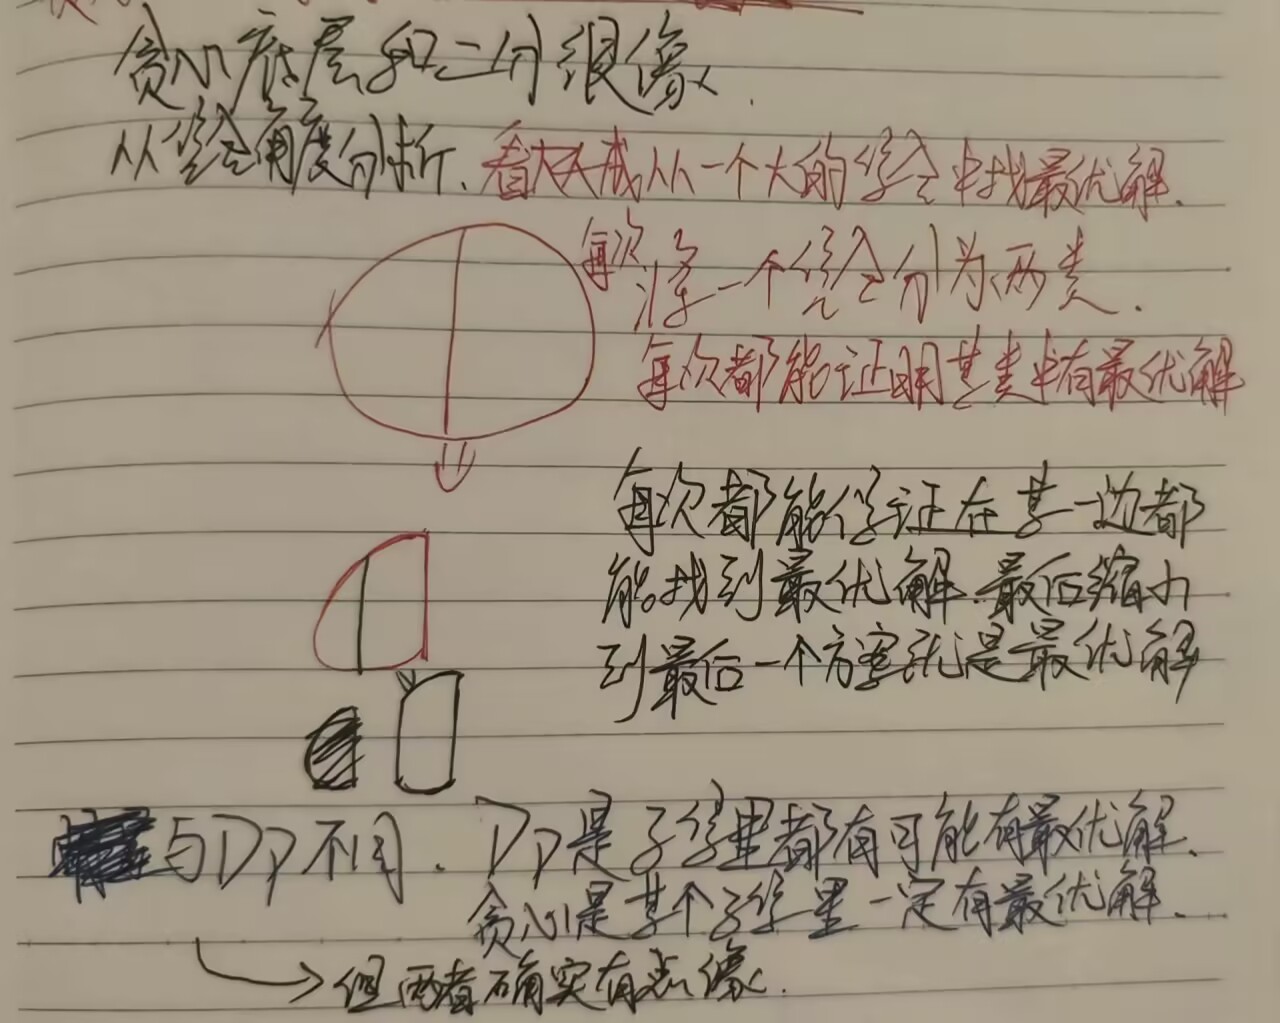 贪心底层和二分很像.
从集合角度分析.看成从一个大的集合中找最优解.
每次将一个集合分为两类.
每次都能证明某类中有最优解
每次都能保证在某一边都
能找到最优解.最后缩小
到最后一个方案就是最优解
与Dp不同. Dp是子集里都有可能有最优解.
贪心是某个子集里一定有最优解.
但两者确实有点像.